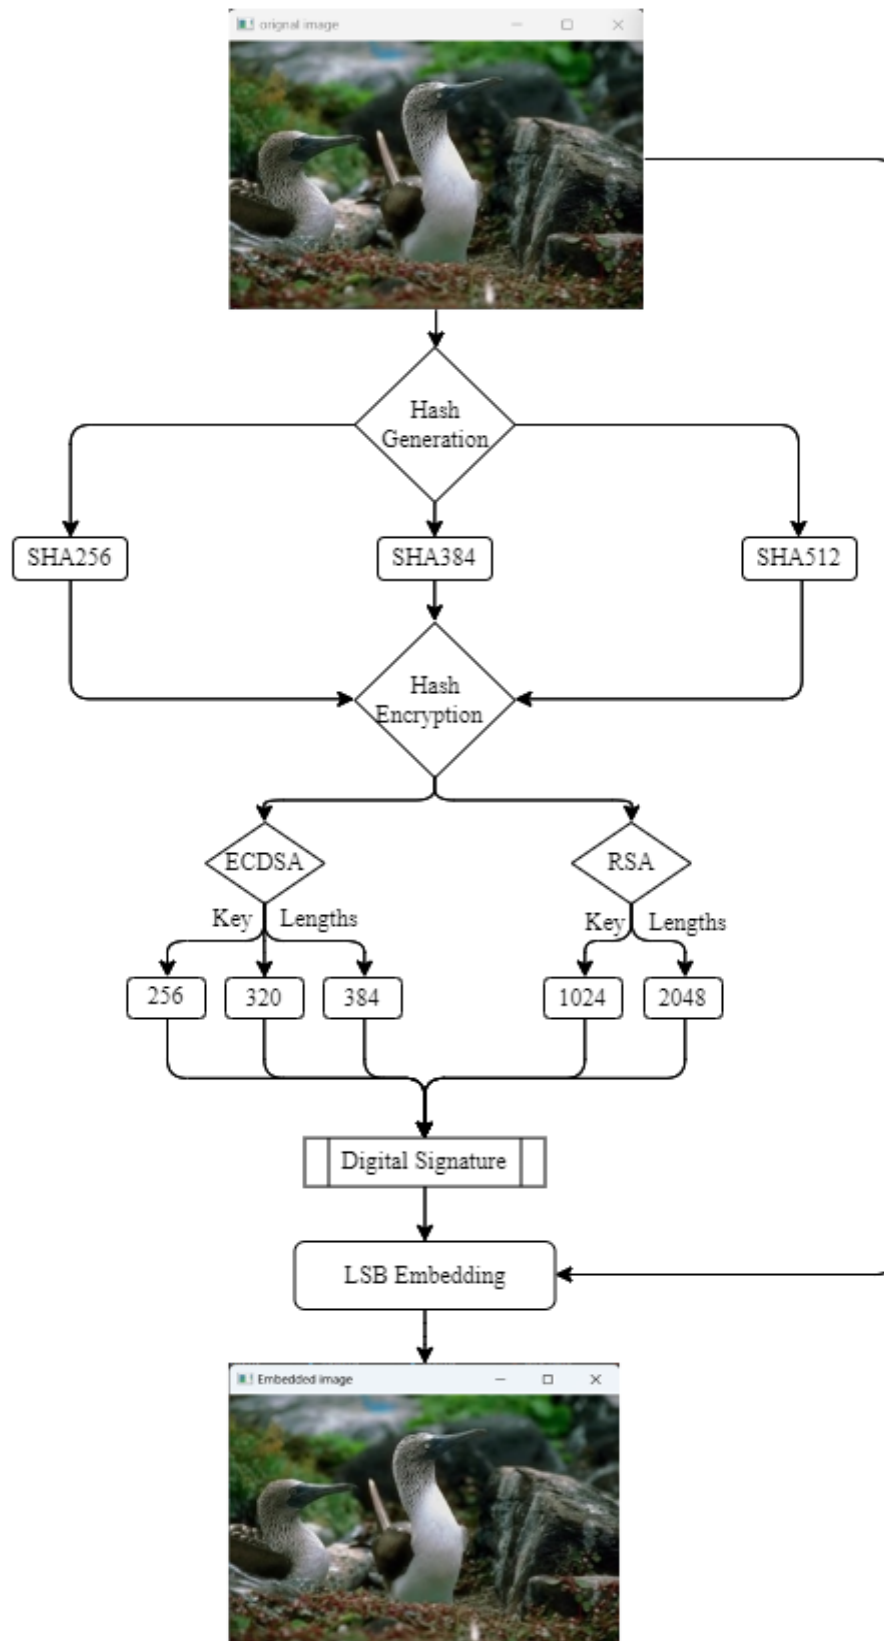 orignal image
Hash
Generation
SHA256
SHA384
SHA512
Hash
Encryption
ECDSA
RSA
Key Lengths
Key Lengths
256
320
384
1024
2048
Digital Signature
LSB Embedding
Embedded image